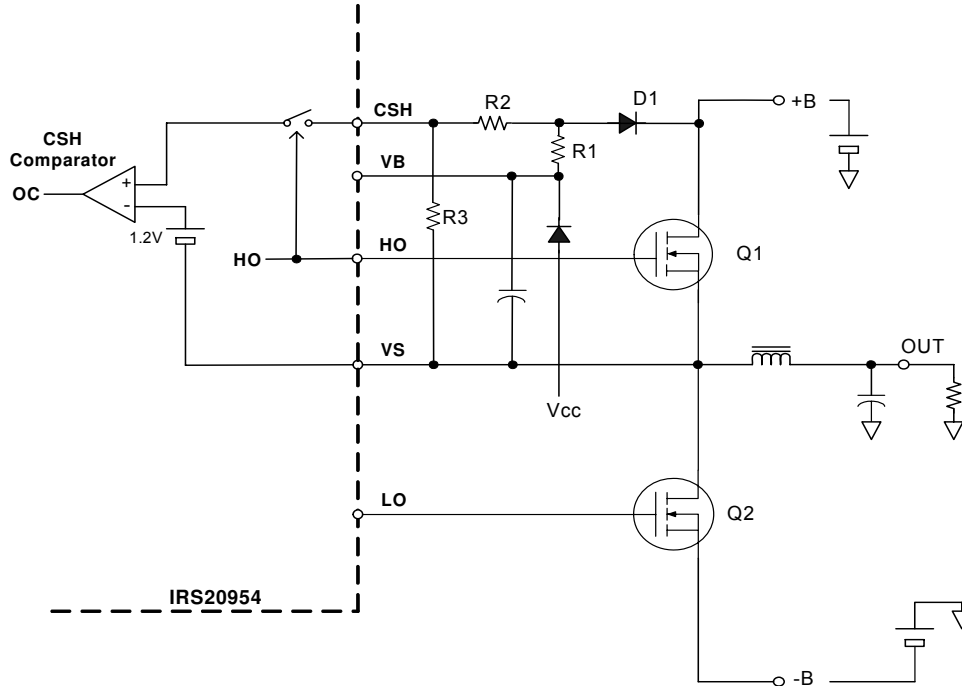 CSH
R2
D1
+B
CSH
Comparator
R1
VB
+
OC
-
R3
1.2V
HO
HO
Q1
VS
OUT
Vcc
LO
Q2
IRS20954
-B